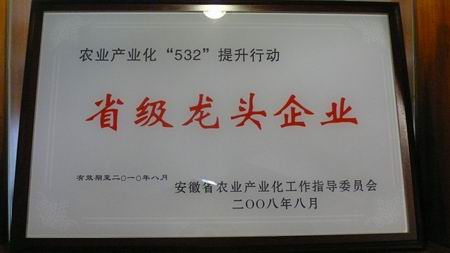 农业产业化“532”提升行动
省级龙头企业
有效期至二〇一〇年八月
安徽省农业产业化工作指导委员会
二〇〇八年八月